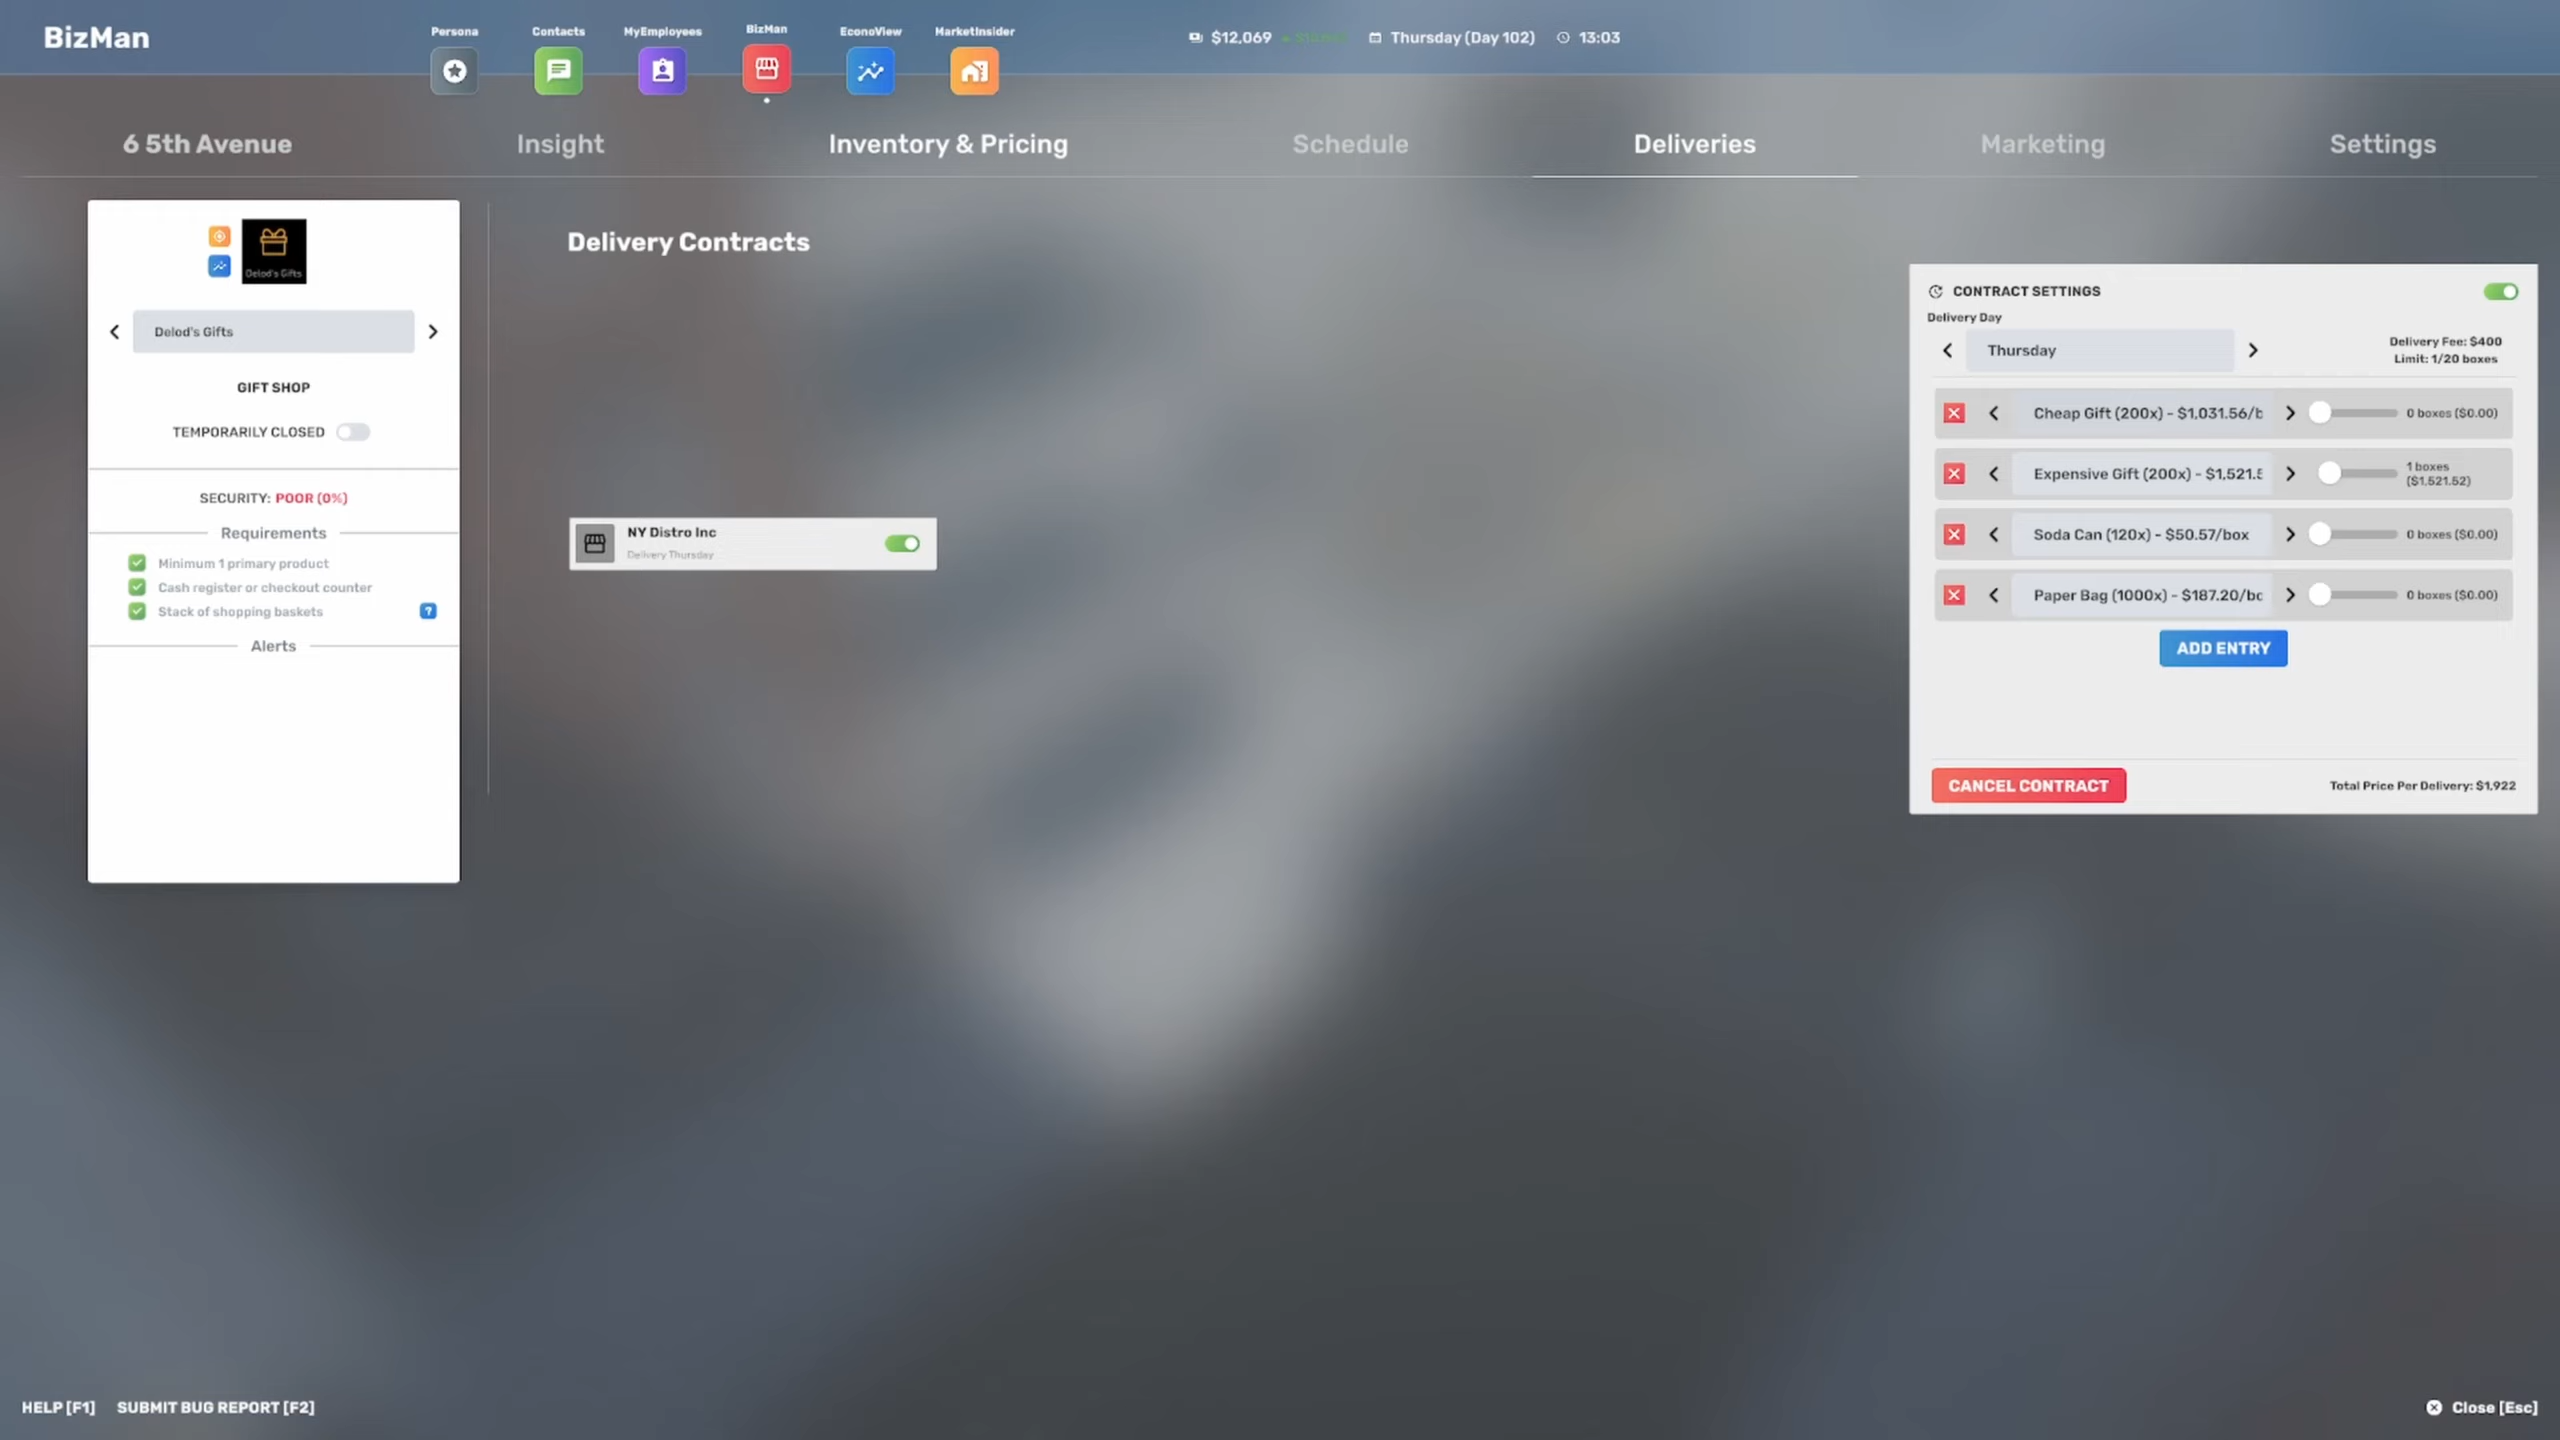 BizMan
Persona
Contacts
MyEmployees
BizMan
EconoView
MarketInsider
$12,069
Thursday (Day 102)
13:03
6 5th Avenue
Insight
Inventory & Pricing
Schedule
Deliveries
Marketing
Settings
Delod's Gifts
Delod's Gifts
GIFT SHOP
TEMPORARILY CLOSED
SECURITY: POOR (0%)
Requirements
Minimum 1 primary product
Cash register or checkout counter
Stack of shopping baskets
?
Alerts
Delivery Contracts
NY Distro Inc
Delivery Thursday
CONTRACT SETTINGS
Delivery Day
Thursday
Delivery Fee: $400
Limit: 1/20 boxes
Cheap Gift (200x) - $1,031.56/b
0 boxes ($0.00)
Expensive Gift (200x) - $1,521.5
1 boxes
($1,521.52)
Soda Can (120x) - $50.57/box
0 boxes ($0.00)
Paper Bag (1000x) - $187.20/bo
0 boxes ($0.00)
ADD ENTRY
CANCEL CONTRACT
Total Price Per Delivery: $1,922
HELP [F1]
SUBMIT BUG REPORT [F2]
Close [Esc]